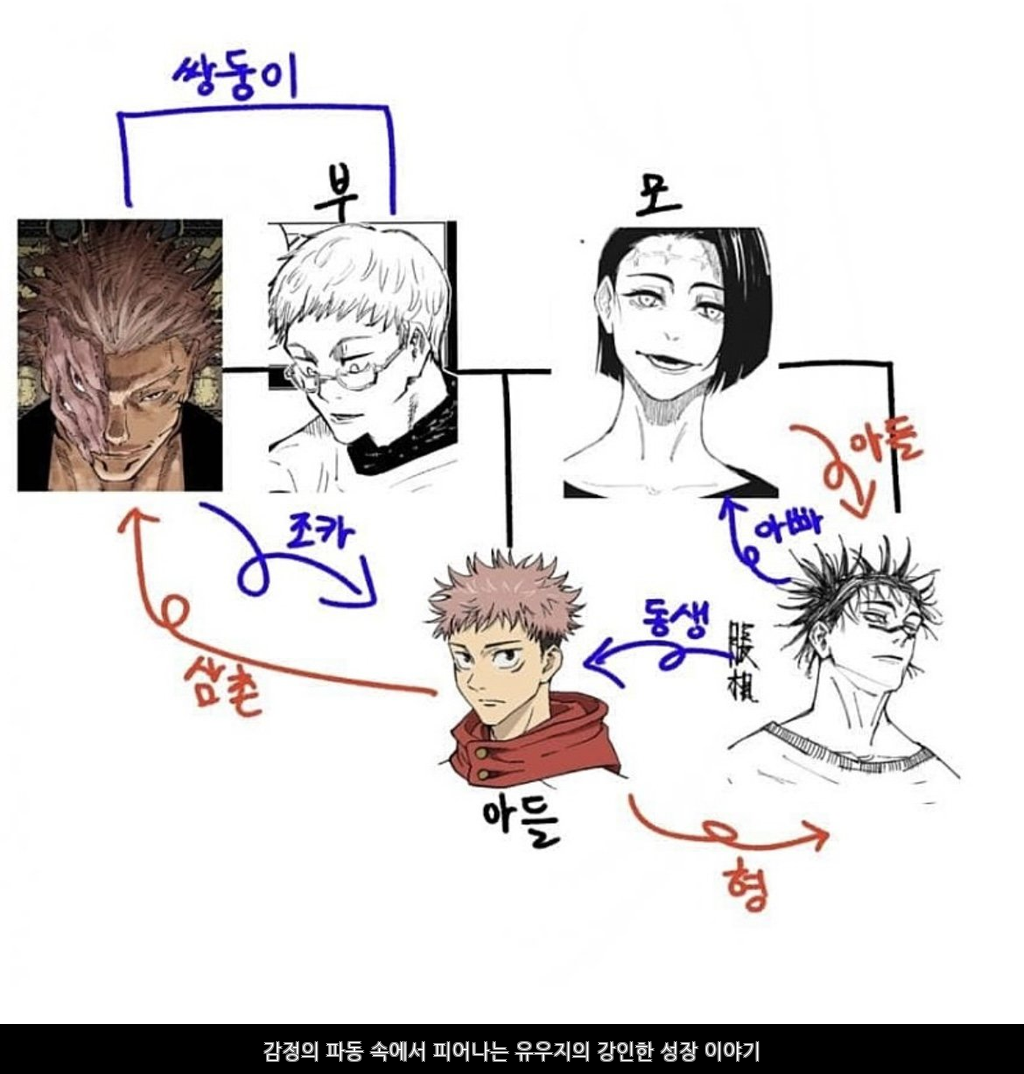 쌍둥이
부
모
아들
조카
아빠
동생
脹相
삼촌
아들
형
감정의 파동 속에서 피어나는 유우지의 강인한 성장 이야기